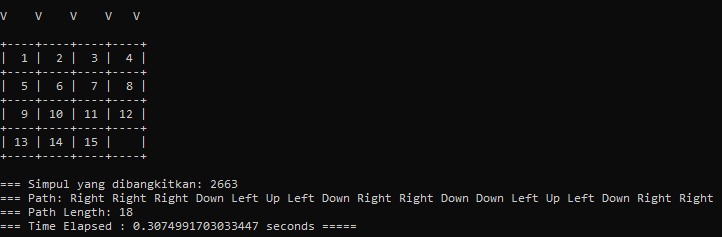 V    V    V    V   V
+----+----+----+----+
|  1 |  2 |  3 |  4 |
+----+----+----+----+
|  5 |  6 |  7 |  8 |
+----+----+----+----+
|  9 | 10 | 11 | 12 |
+----+----+----+----+
| 13 | 14 | 15 |    |
+----+----+----+----+
=== Simpul yang dibangkitkan: 2663
=== Path: Right Right Right Down Left Up Left Down Right Right Down Down Left Up Left Down Right Right
=== Path Length: 18
=== Time Elapsed : 0.3074991703033447 seconds =====